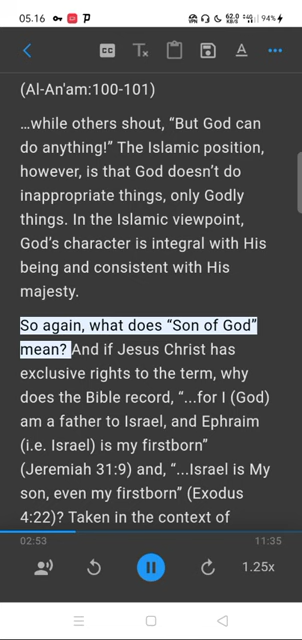 05.16
62.0 KB/S
94%
CC
(Al-An'am:100-101)
…while others shout, “But God can
do anything!” The Islamic position,
however, is that God doesn’t do
inappropriate things, only Godly
things. In the Islamic viewpoint,
God’s character is integral with His
being and consistent with His
majesty.
So again, what does “Son of God”
mean? And if Jesus Christ has
exclusive rights to the term, why
does the Bible record, “...for I (God)
am a father to Israel, and Ephraim
(i.e. Israel) is my firstborn”
(Jeremiah 31:9) and, “...Israel is My
son, even my firstborn” (Exodus
4:22)? Taken in the context of
02:53
11:35
1.25x